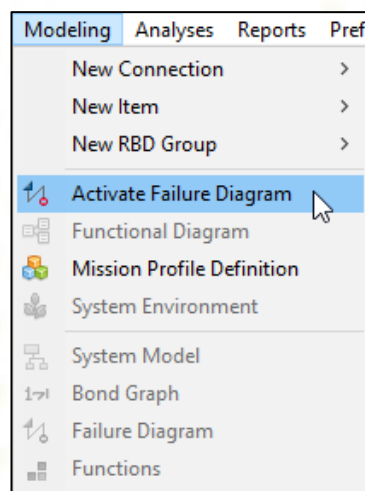 Modeling Analyses Reports Pref
New Connection
New Item
New RBD Group
Activate Failure Diagram
Functional Diagram
Mission Profile Definition
System Environment
System Model
Bond Graph
Failure Diagram
Functions